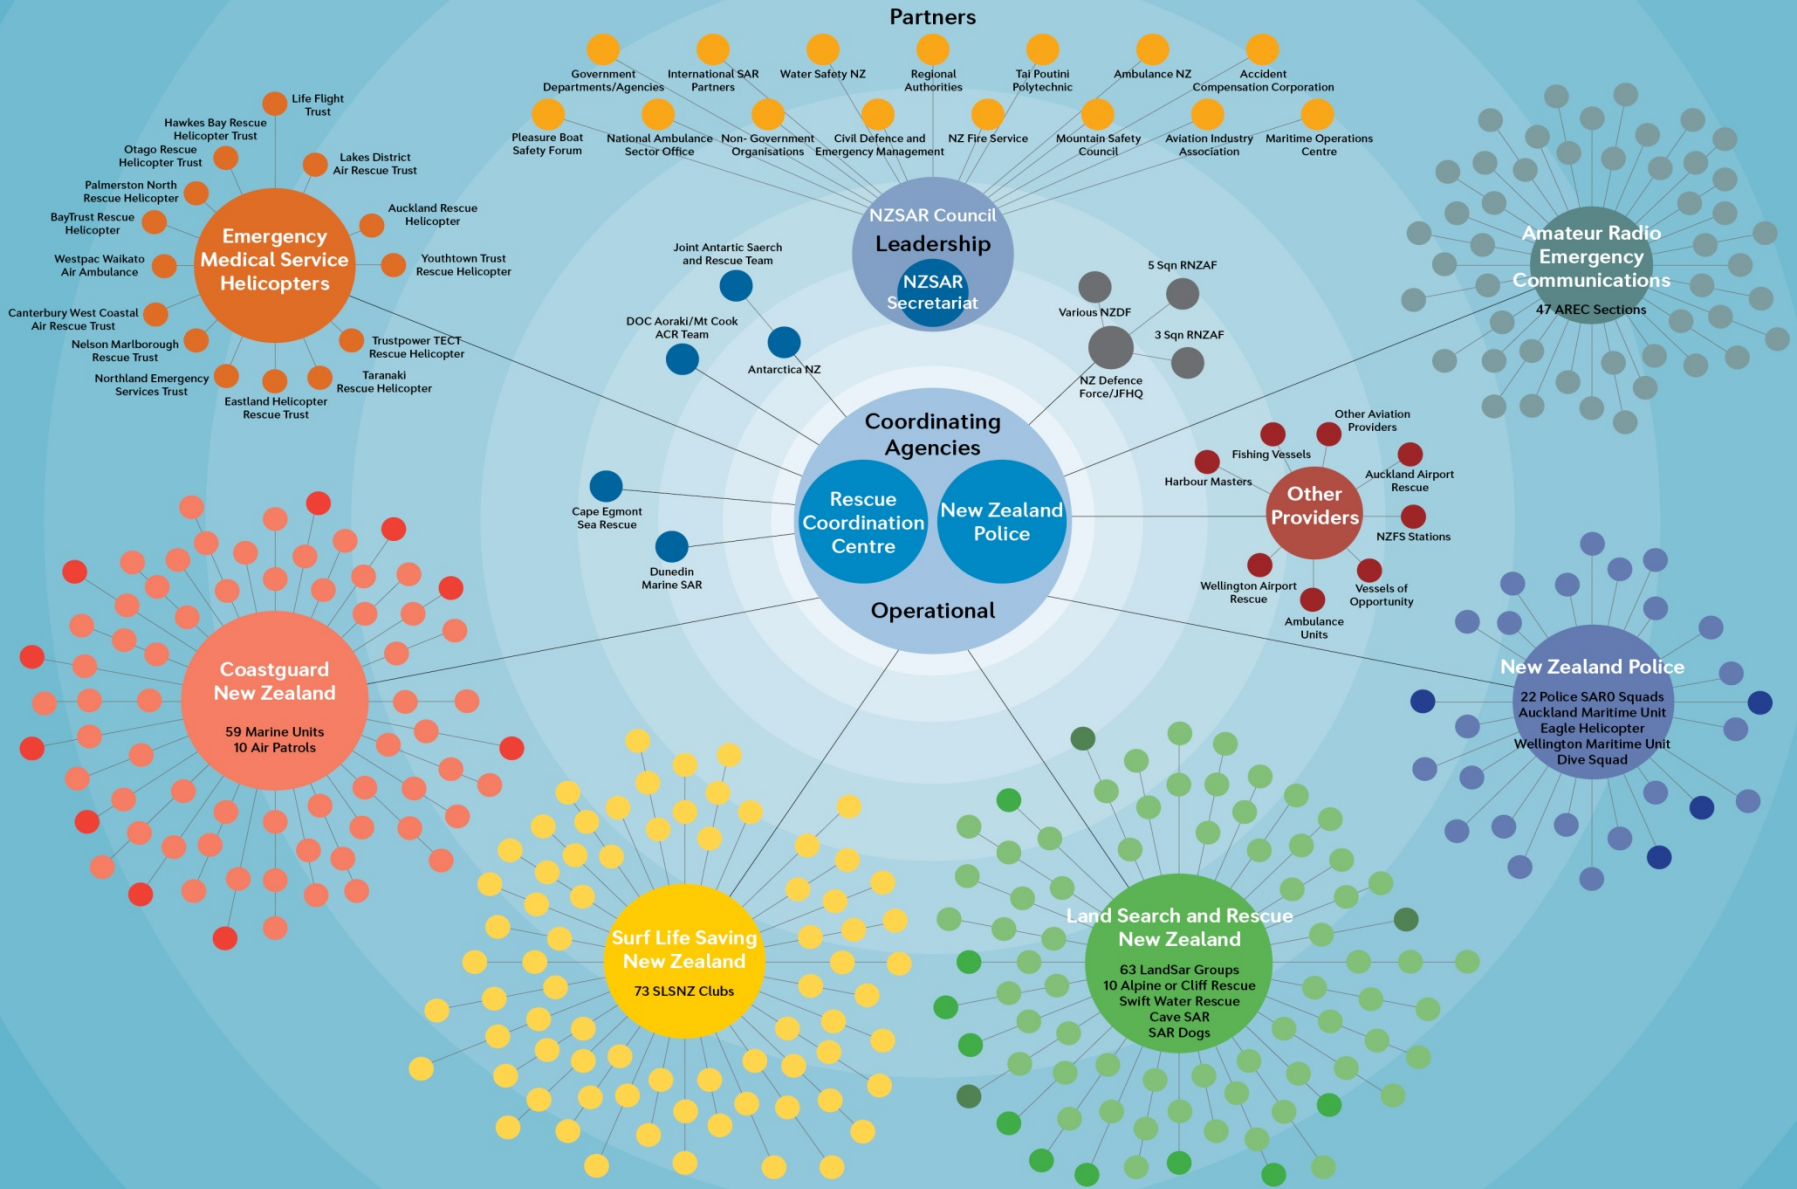 Partners
Government
Departments/Agencies
International SAR
Partners
Water Safety NZ
Regional
Authorities
Tai Poutini
Polytechnic
Ambulance NZ
Accident
Compensation Corporation
Pleasure Boat
Safety Forum
National Ambulance
Sector Office
Non- Government
Organisations
Civil Defence and
Emergency Management
NZ Fire Service
Mountain Safety
Council
Aviation Industry
Association
Maritime Operations
Centre
NZSAR Council
Leadership
NZSAR
Secretariat
Life Flight
Trust
Hawkes Bay Rescue
Helicopter Trust
Otago Rescue
Helicopter Trust
Lakes District
Air Rescue Trust
Palmerston North
Rescue Helicopter
Auckland Rescue
Helicopter
BayTrust Rescue
Helicopter
Emergency
Medical Service
Helicopters
Westpac Waikato
Air Ambulance
Youthtown Trust
Rescue Helicopter
Canterbury West Coastal
Air Rescue Trust
Nelson Marlborough
Rescue Trust
Trustpower TECT
Rescue Helicopter
Northland Emergency
Services Trust
Taranaki
Rescue Helicopter
Eastland Helicopter
Rescue Trust
Joint Antartic Saerch
and Rescue Team
DOC Aoraki/Mt Cook
ACR Team
Antarctica NZ
5 Sqn RNZAF
Various NZDF
3 Sqn RNZAF
NZ Defence
Force/JFHQ
Amateur Radio
Emergency
Communications
47 AREC Sections
Coordinating
Agencies
Rescue
Coordination
Centre
New Zealand
Police
Operational
Cape Egmont
Sea Rescue
Dunedin
Marine SAR
Other Aviation
Providers
Fishing Vessels
Harbour Masters
Auckland Airport
Rescue
Other
Providers
NZFS Stations
Wellington Airport
Rescue
Vessels of
Opportunity
Ambulance
Units
Coastguard
New Zealand
59 Marine Units
10 Air Patrols
New Zealand Police
22 Police SAR0 Squads
Auckland Maritime Unit
Eagle Helicopter
Wellington Maritime Unit
Dive Squad
Surf Life Saving
New Zealand
73 SLSNZ Clubs
Land Search and Rescue
New Zealand
63 LandSar Groups
10 Alpine or Cliff Rescue
Swift Water Rescue
Cave SAR
SAR Dogs